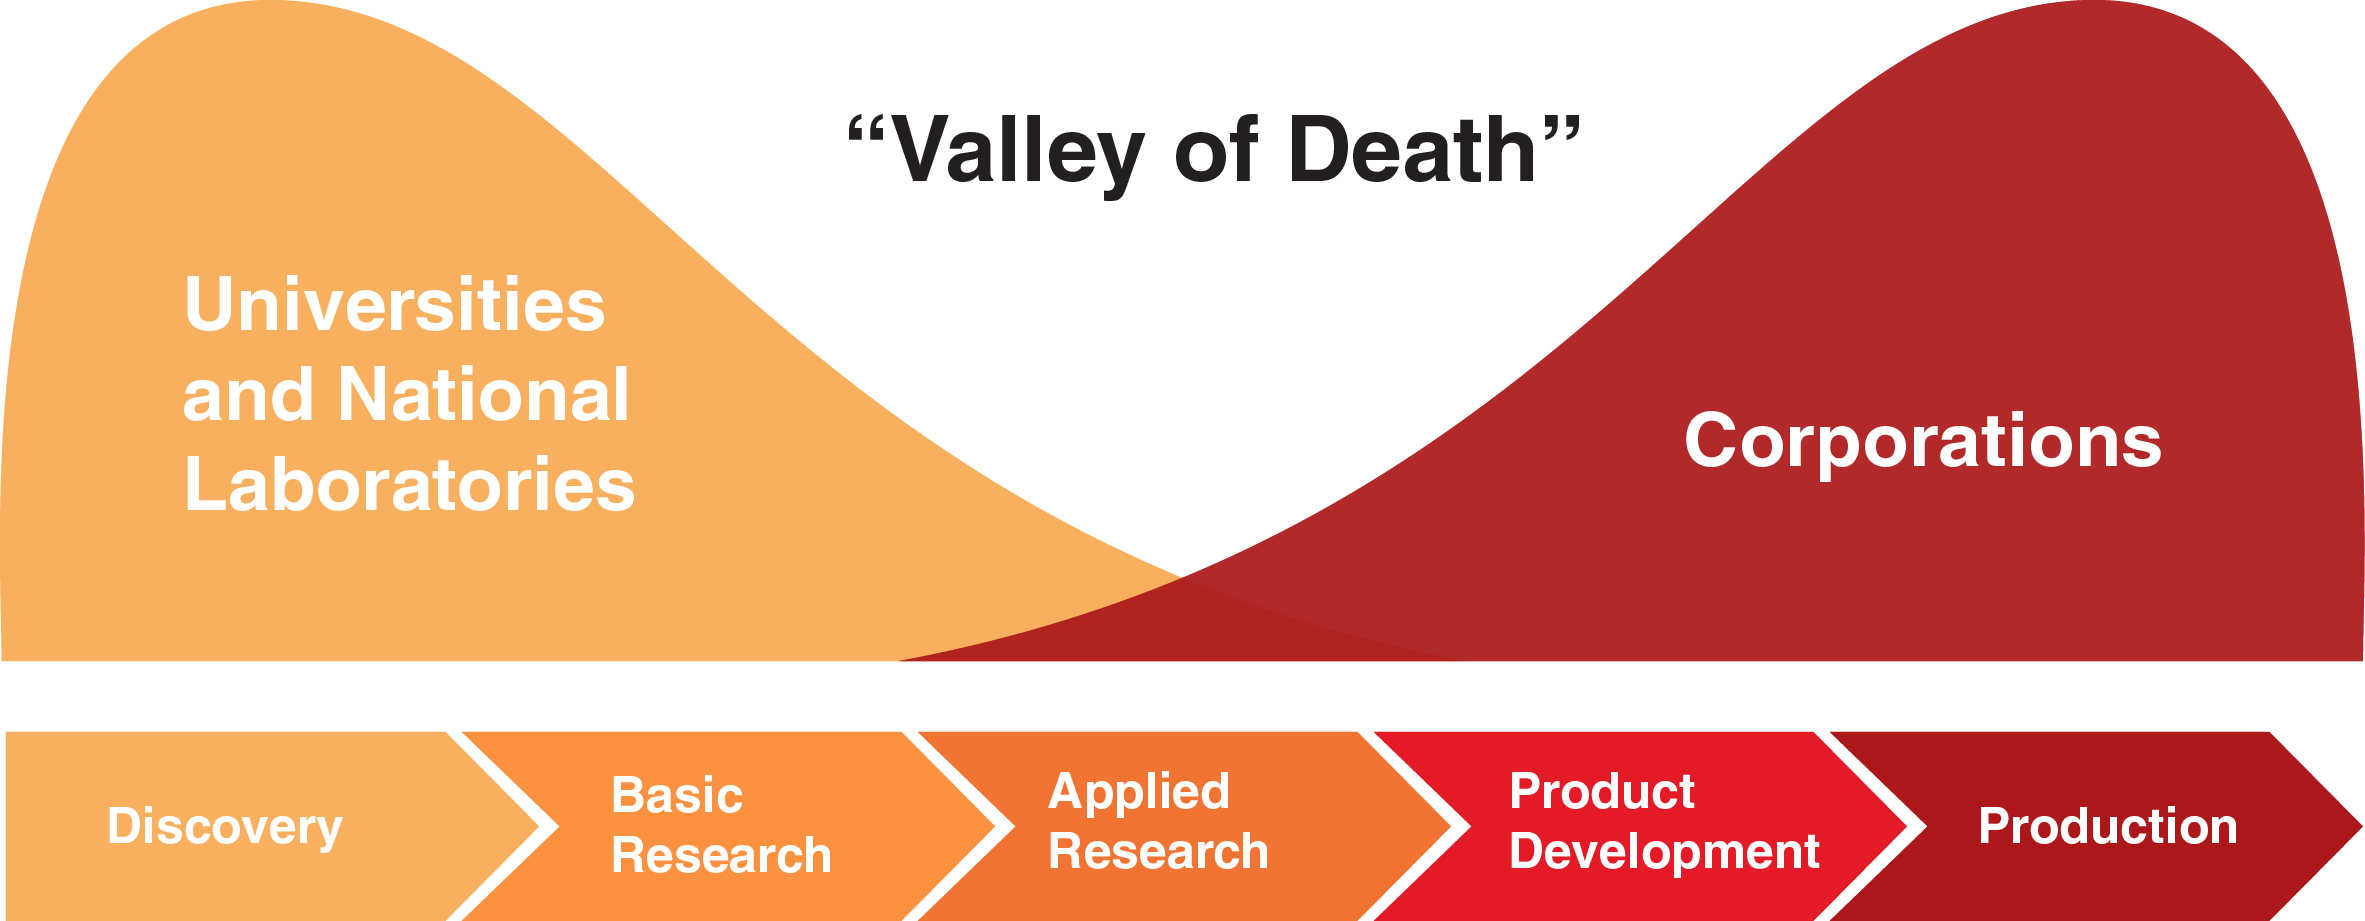 “Valley of Death”
Universities
and National
Laboratories
Corporations
Discovery
Basic
Research
Applied
Research
Product
Development
Production